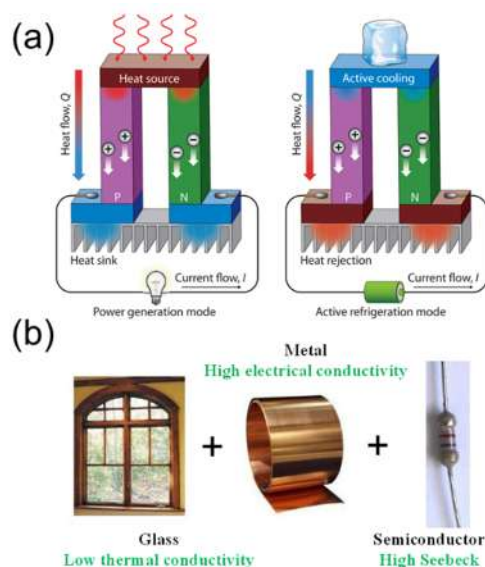 (a)
Heat source
Heat flow, Q
P
N
Heat sink
Current flow, I
Power generation mode
Active cooling
Heat flow, Q
P
N
Heat rejection
Current flow, I
Active refrigeration mode
(b)
Metal
High electrical conductivity
Glass
Low thermal conductivity
Semiconductor
High Seebeck